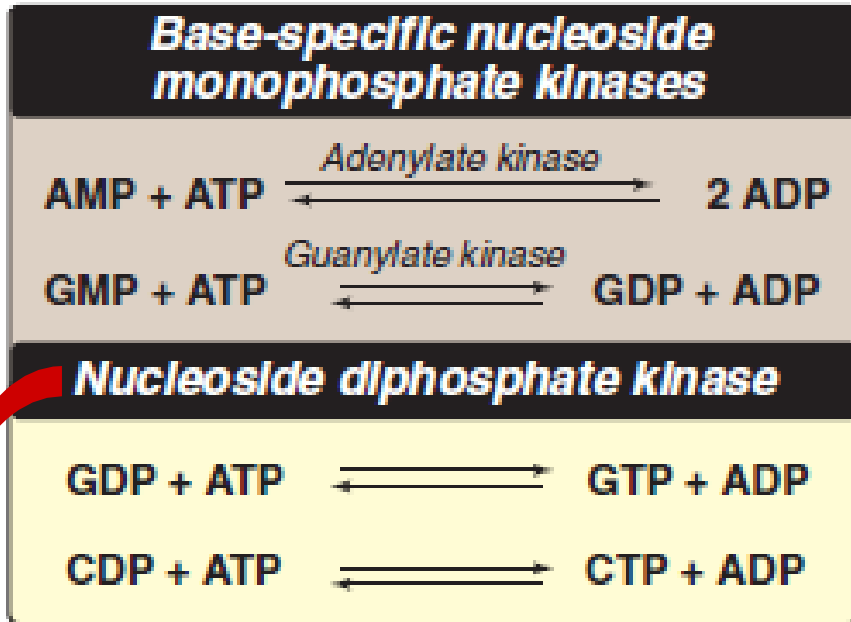 Base-specific nucleoside
monophosphate kinases
Adenylate kinase
AMP + ATP 2 ADP
Guanylate kinase
GMP + ATP GDP + ADP
Nucleoside diphosphate kinase
GDP + ATP GTP + ADP
CDP + ATP CTP + ADP